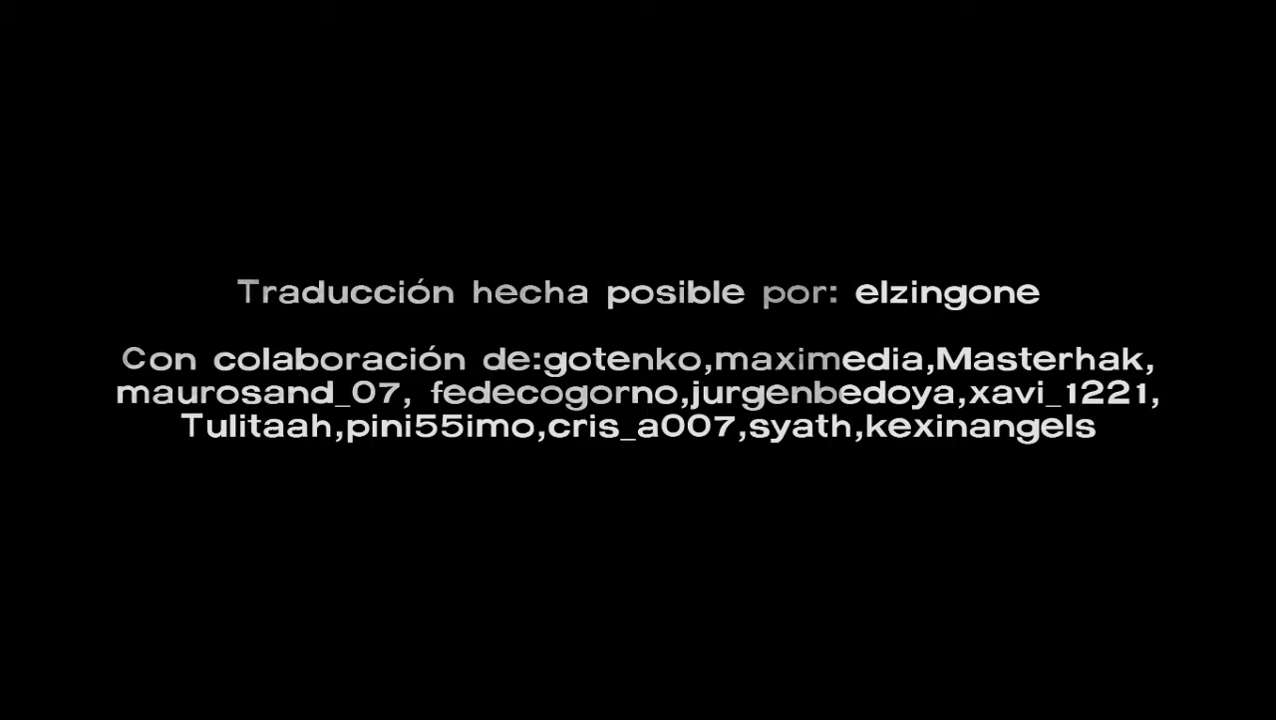 Traducción hecha posible por: elzingone
Con colaboración de:gotenko,maximedia,Masterhak,
maurosand_07, fedecogorno,jurgenbedoya,xavi_1221,
Tulitaah,pini55imo,cris_a007,syath,kexinangels